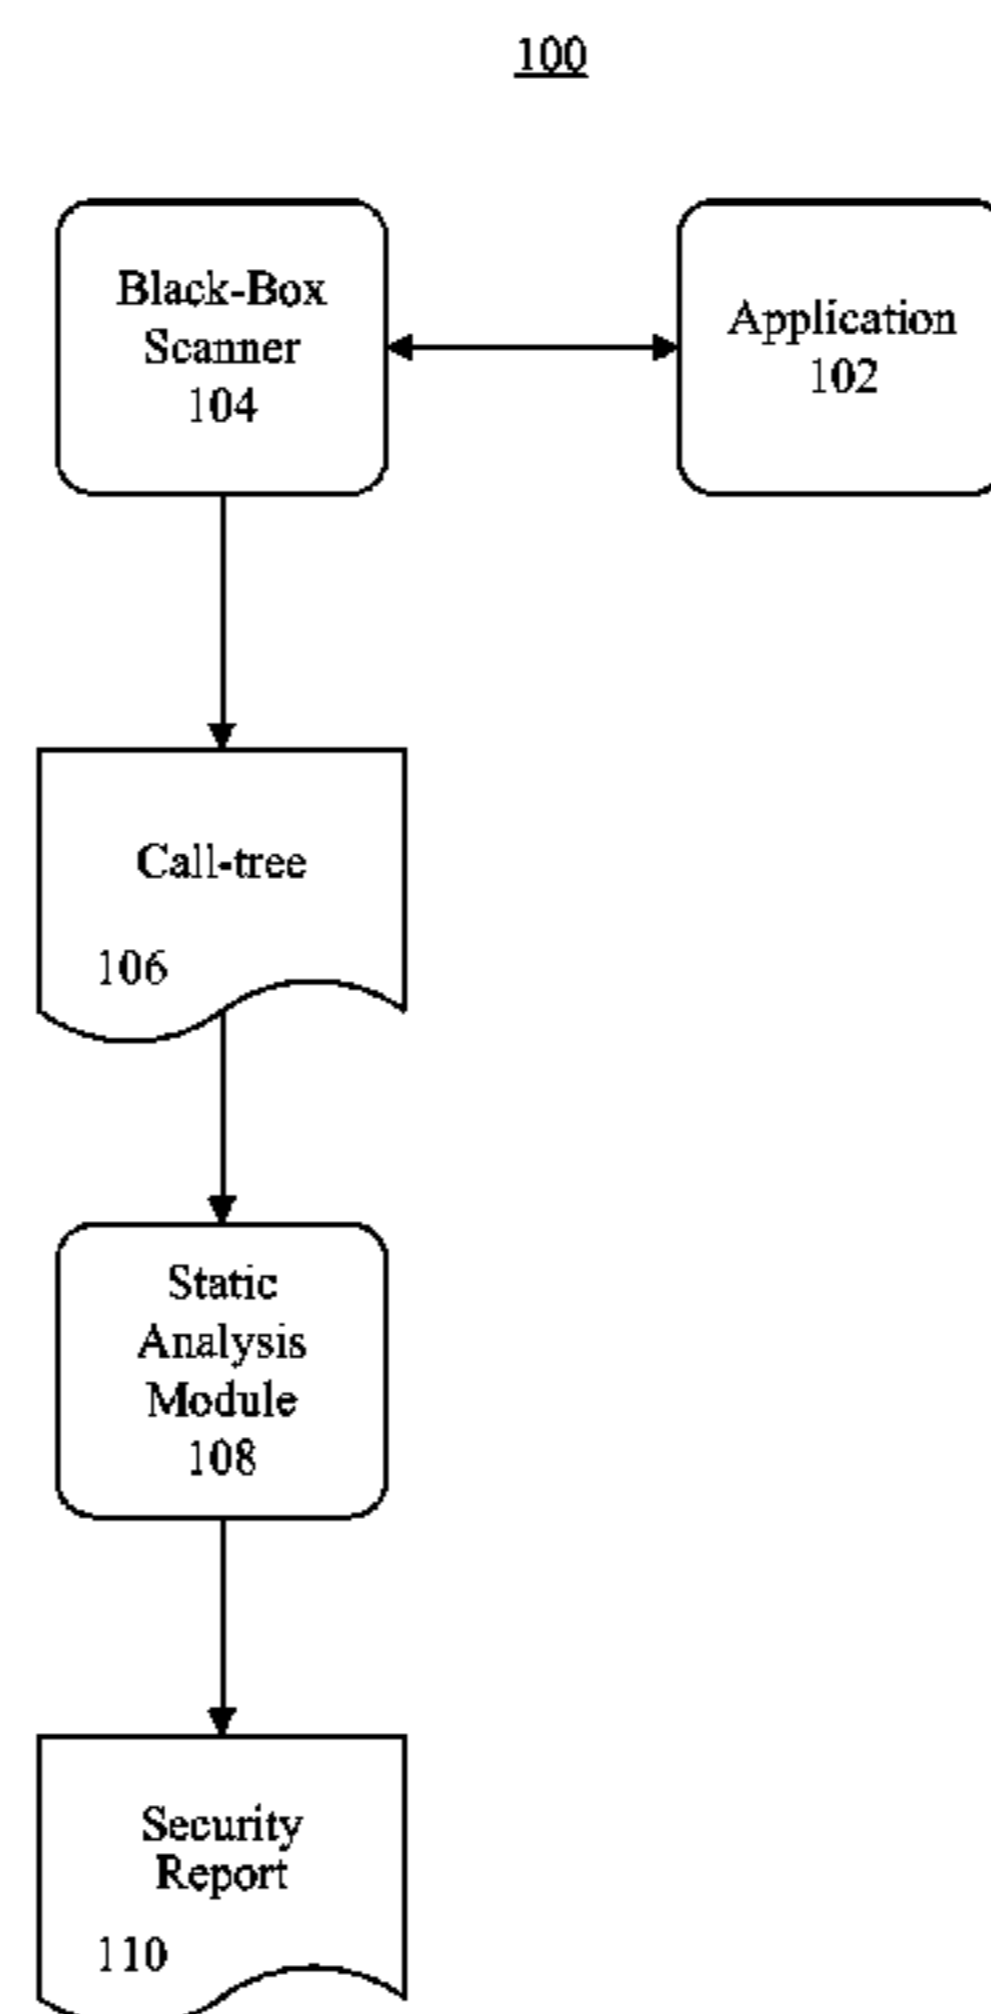 100
Black-Box
Scanner
104
Application
102
Call-tree
106
Static
Analysis
Module
108
Security
Report
110